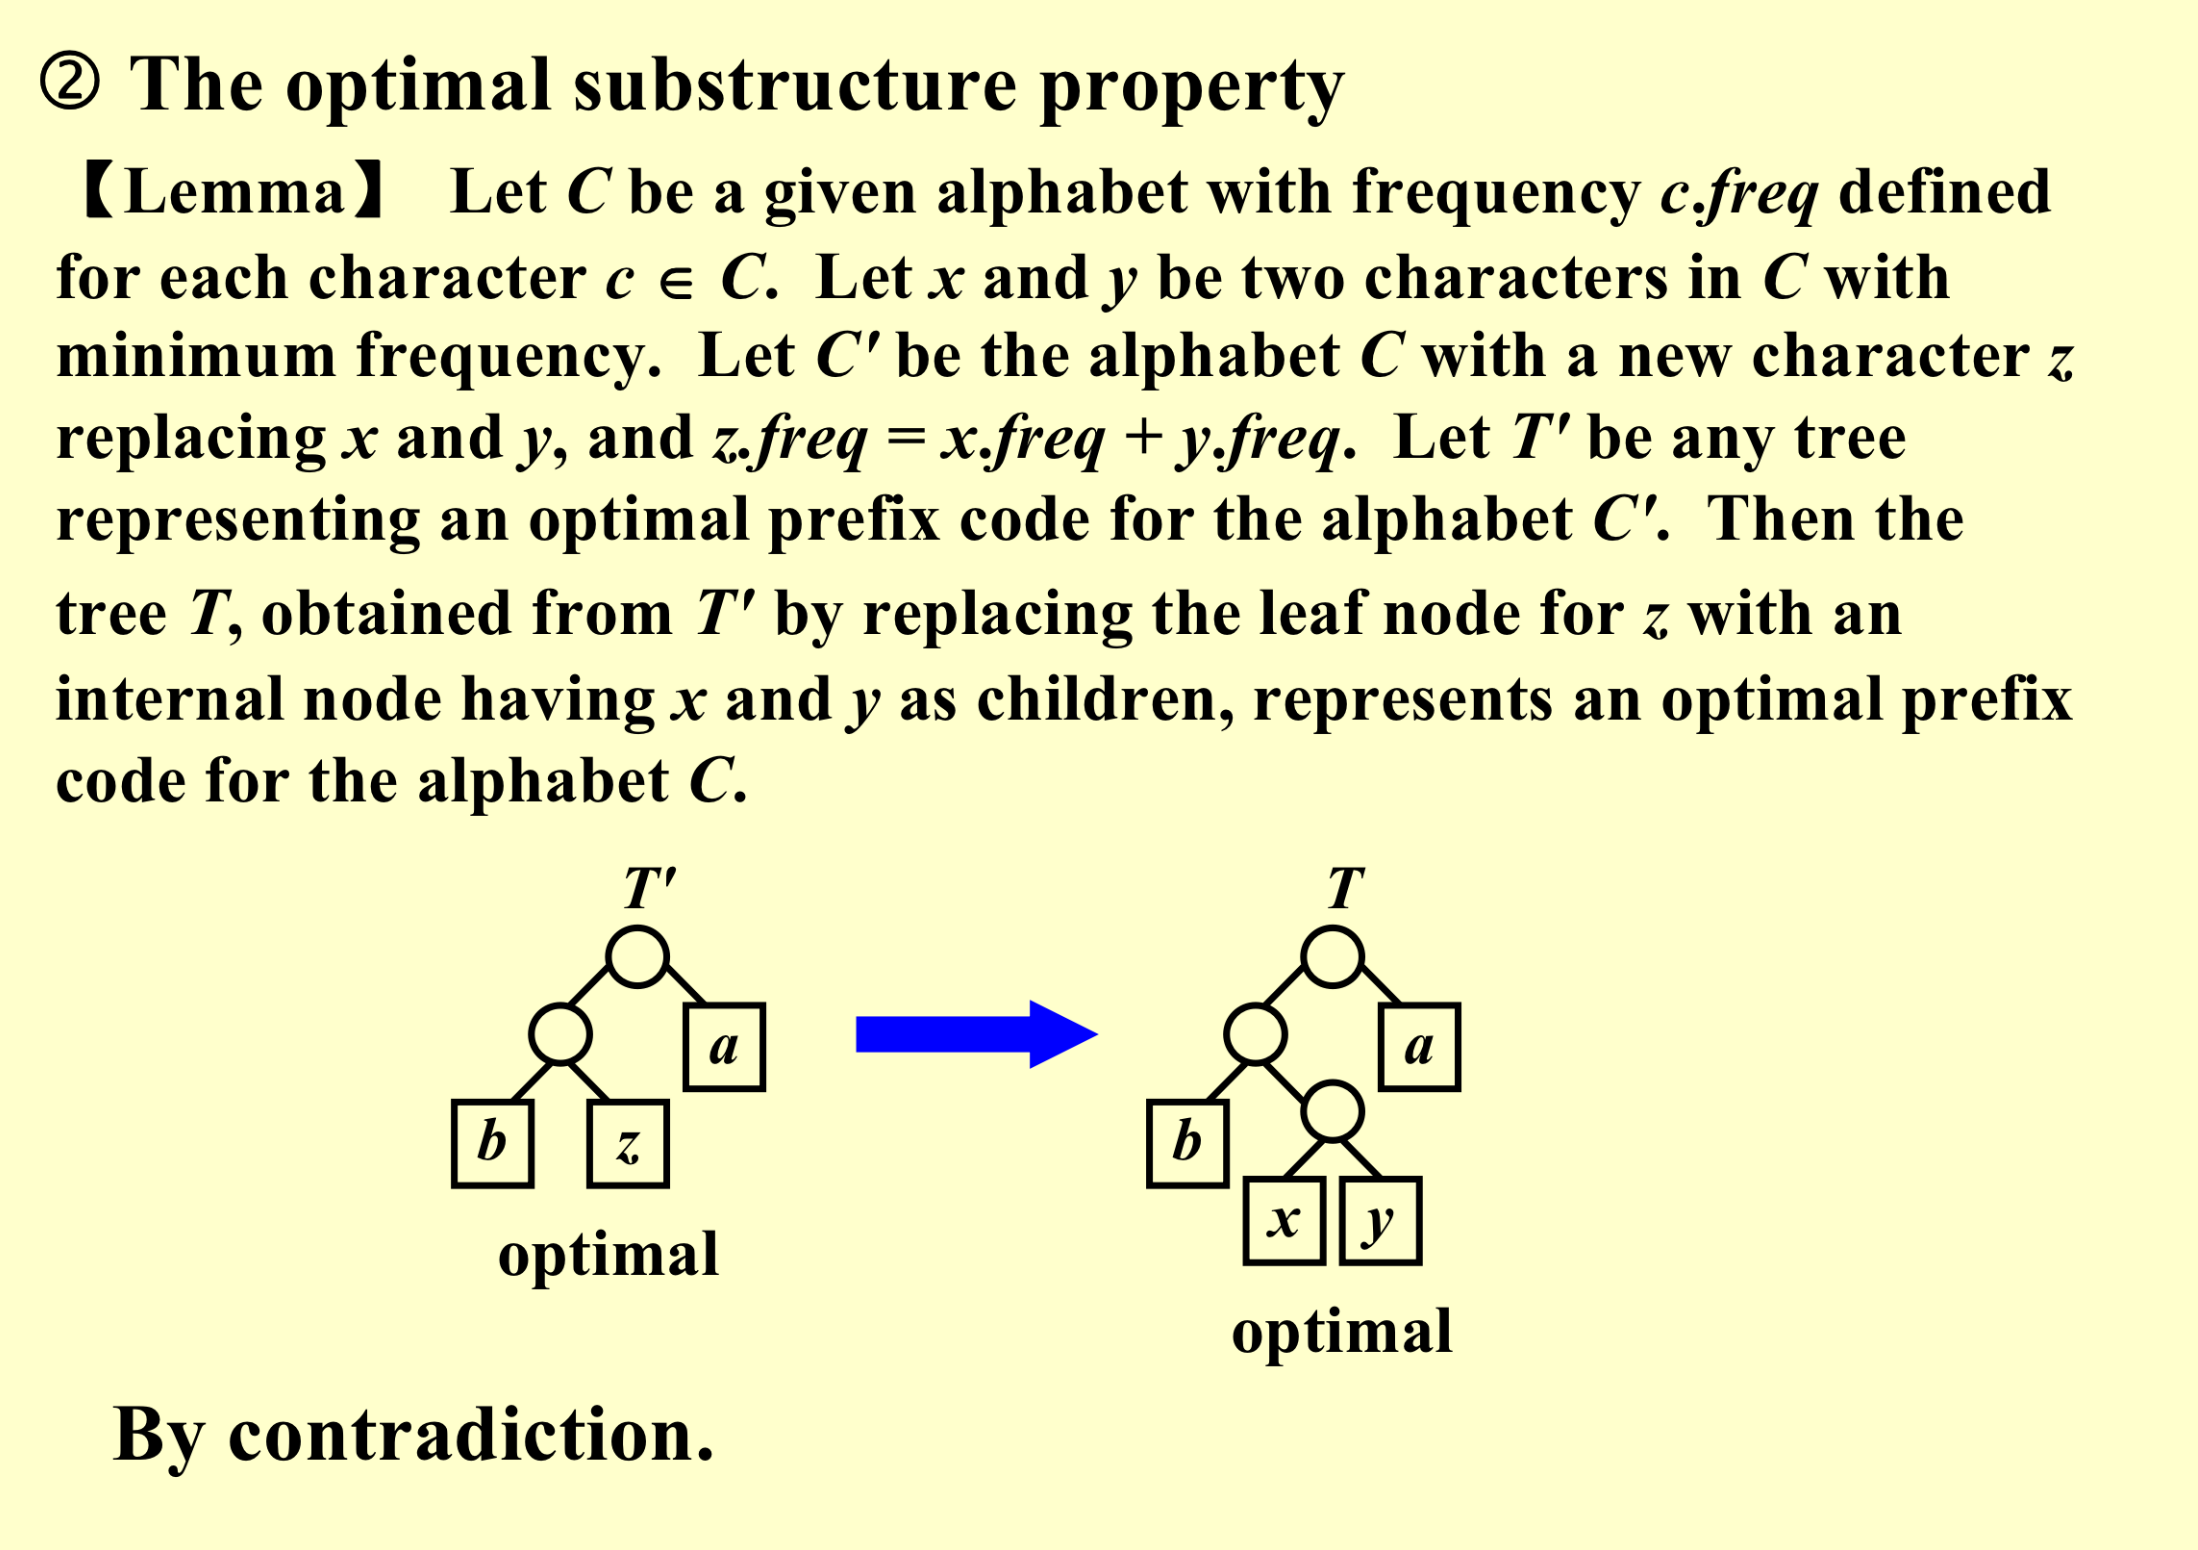 ② The optimal substructure property
【Lemma】 Let C be a given alphabet with frequency c.freq defined
for each character c ∈ C. Let x and y be two characters in C with
minimum frequency. Let C' be the alphabet C with a new character z
replacing x and y, and z.freq = x.freq + y.freq. Let T' be any tree
representing an optimal prefix code for the alphabet C'. Then the
tree T, obtained from T' by replacing the leaf node for z with an
internal node having x and y as children, represents an optimal prefix
code for the alphabet C.
T'
a
b
z
optimal
T
a
b
x
y
optimal
By contradiction.